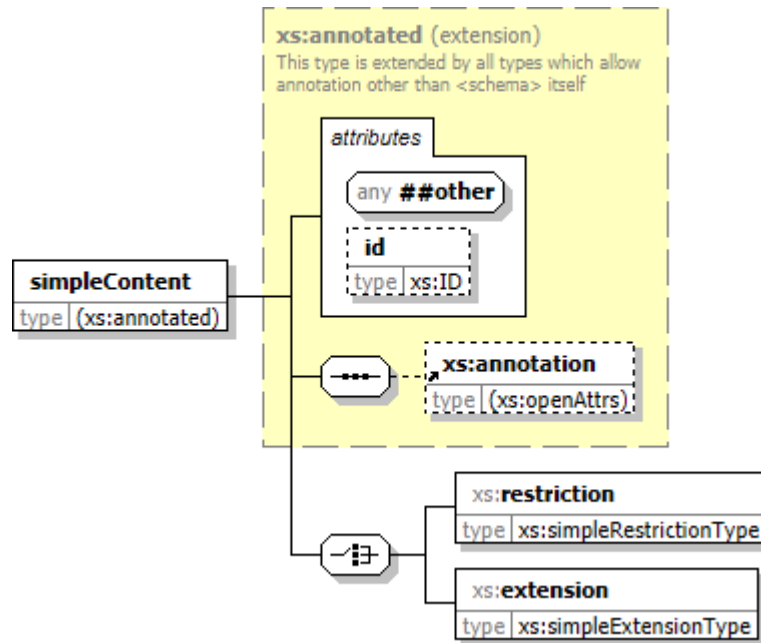 xs:annotated (extension)
This type is extended by all types which allow
annotation other than <schema> itself
attributes
any ##other
id
type xs:ID
simpleContent
type (xs:annotated)
xs:annotation
type (xs:openAttrs)
xs:restriction
type xs:simpleRestrictionType
xs:extension
type xs:simpleExtensionType